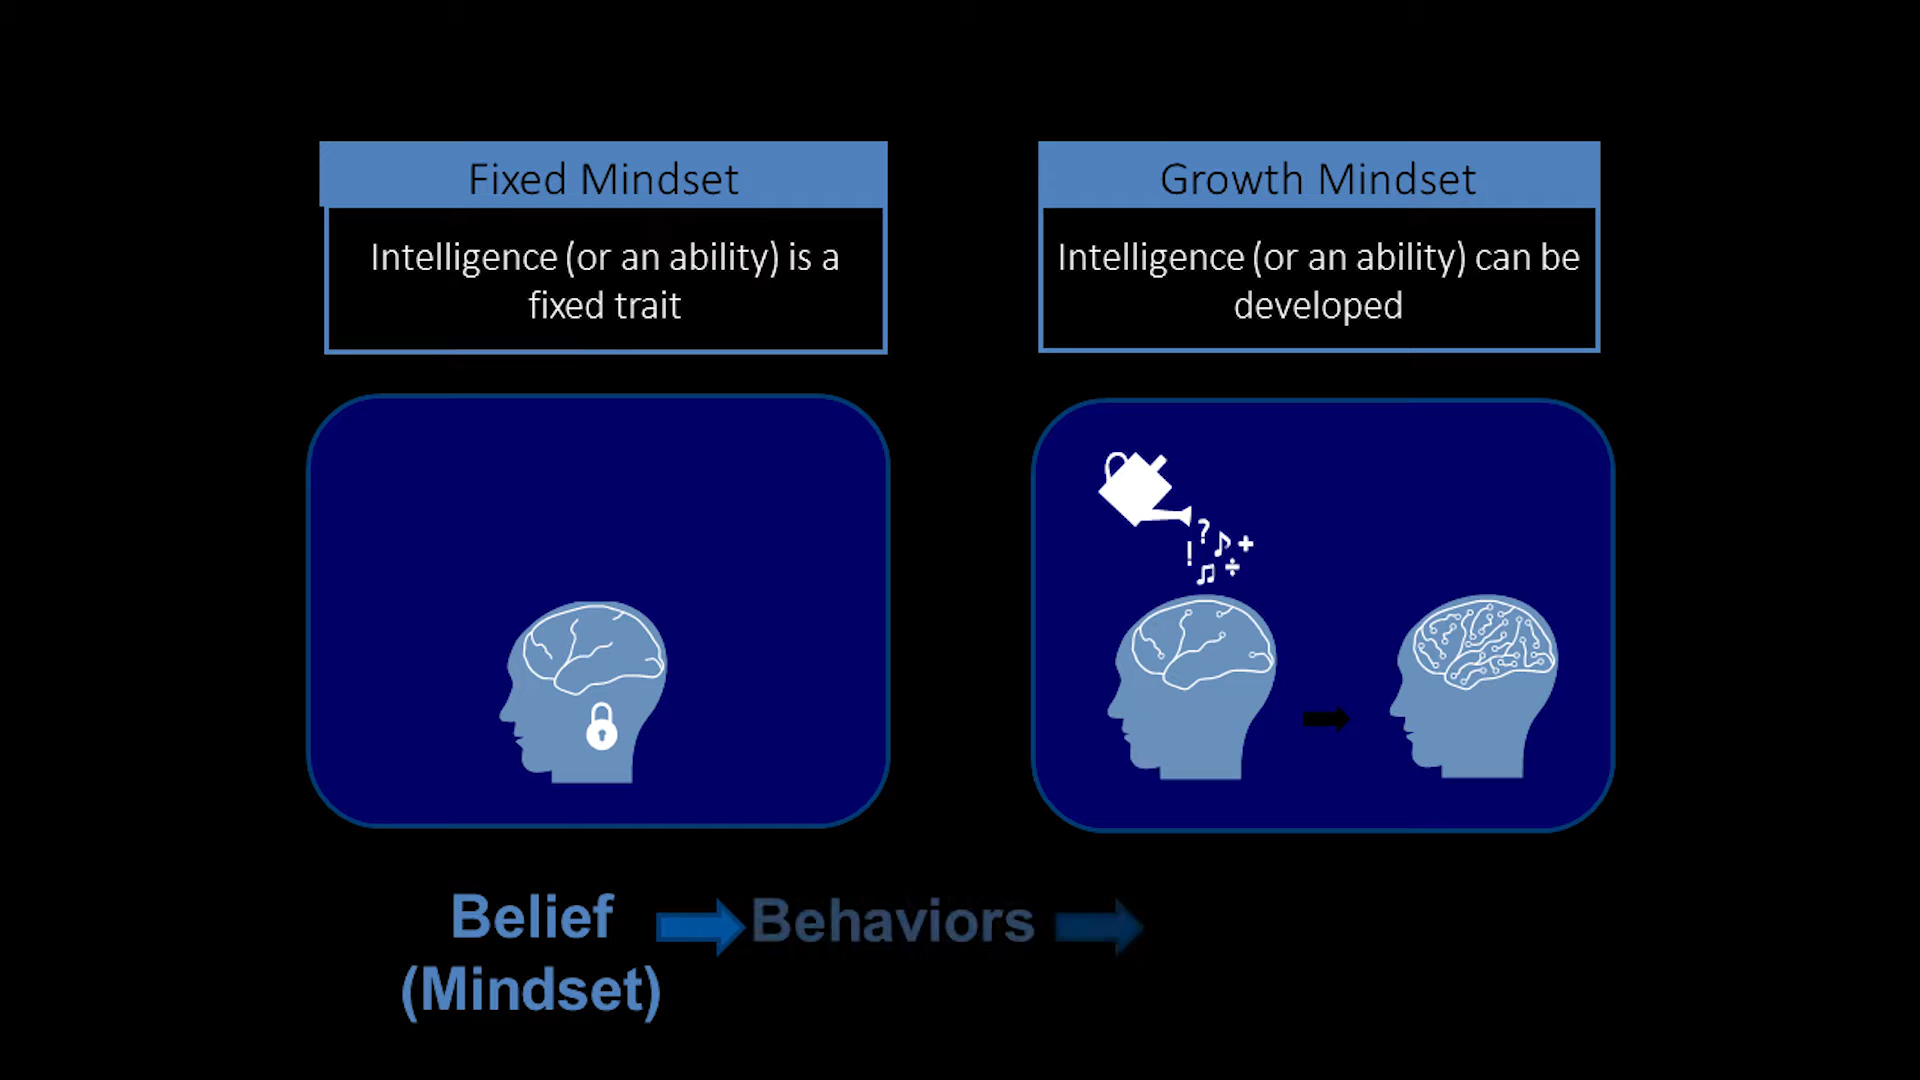 Fixed Mindset
Intelligence (or an ability) is a
fixed trait
Growth Mindset
Intelligence (or an ability) can be
developed
? ♪ +
! ♫ ÷
Belief
(Mindset)
Behaviors